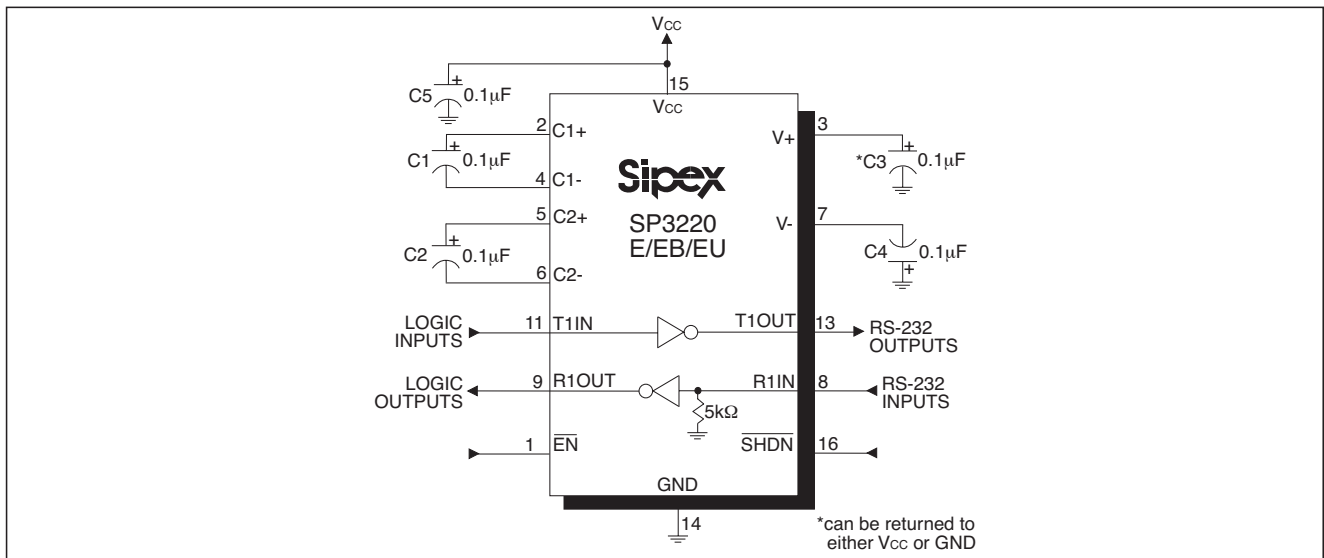 VCC
15
C5 + 0.1µF
VCC
2 C1+
V+ 3
C1 + 0.1µF
*C3 + 0.1µF
4 C1-
Sipex
5 C2+
SP3220
V- 7
E/EB/EU
C2 + 0.1µF
C4 + 0.1µF
6 C2-
LOGIC
INPUTS
11 T1IN
T1OUT 13
RS-232
OUTPUTS
LOGIC
OUTPUTS
9 R1OUT
R1IN 8
RS-232
INPUTS
5kΩ
1 EN
SHDN 16
GND
14
*can be returned to
either VCC or GND